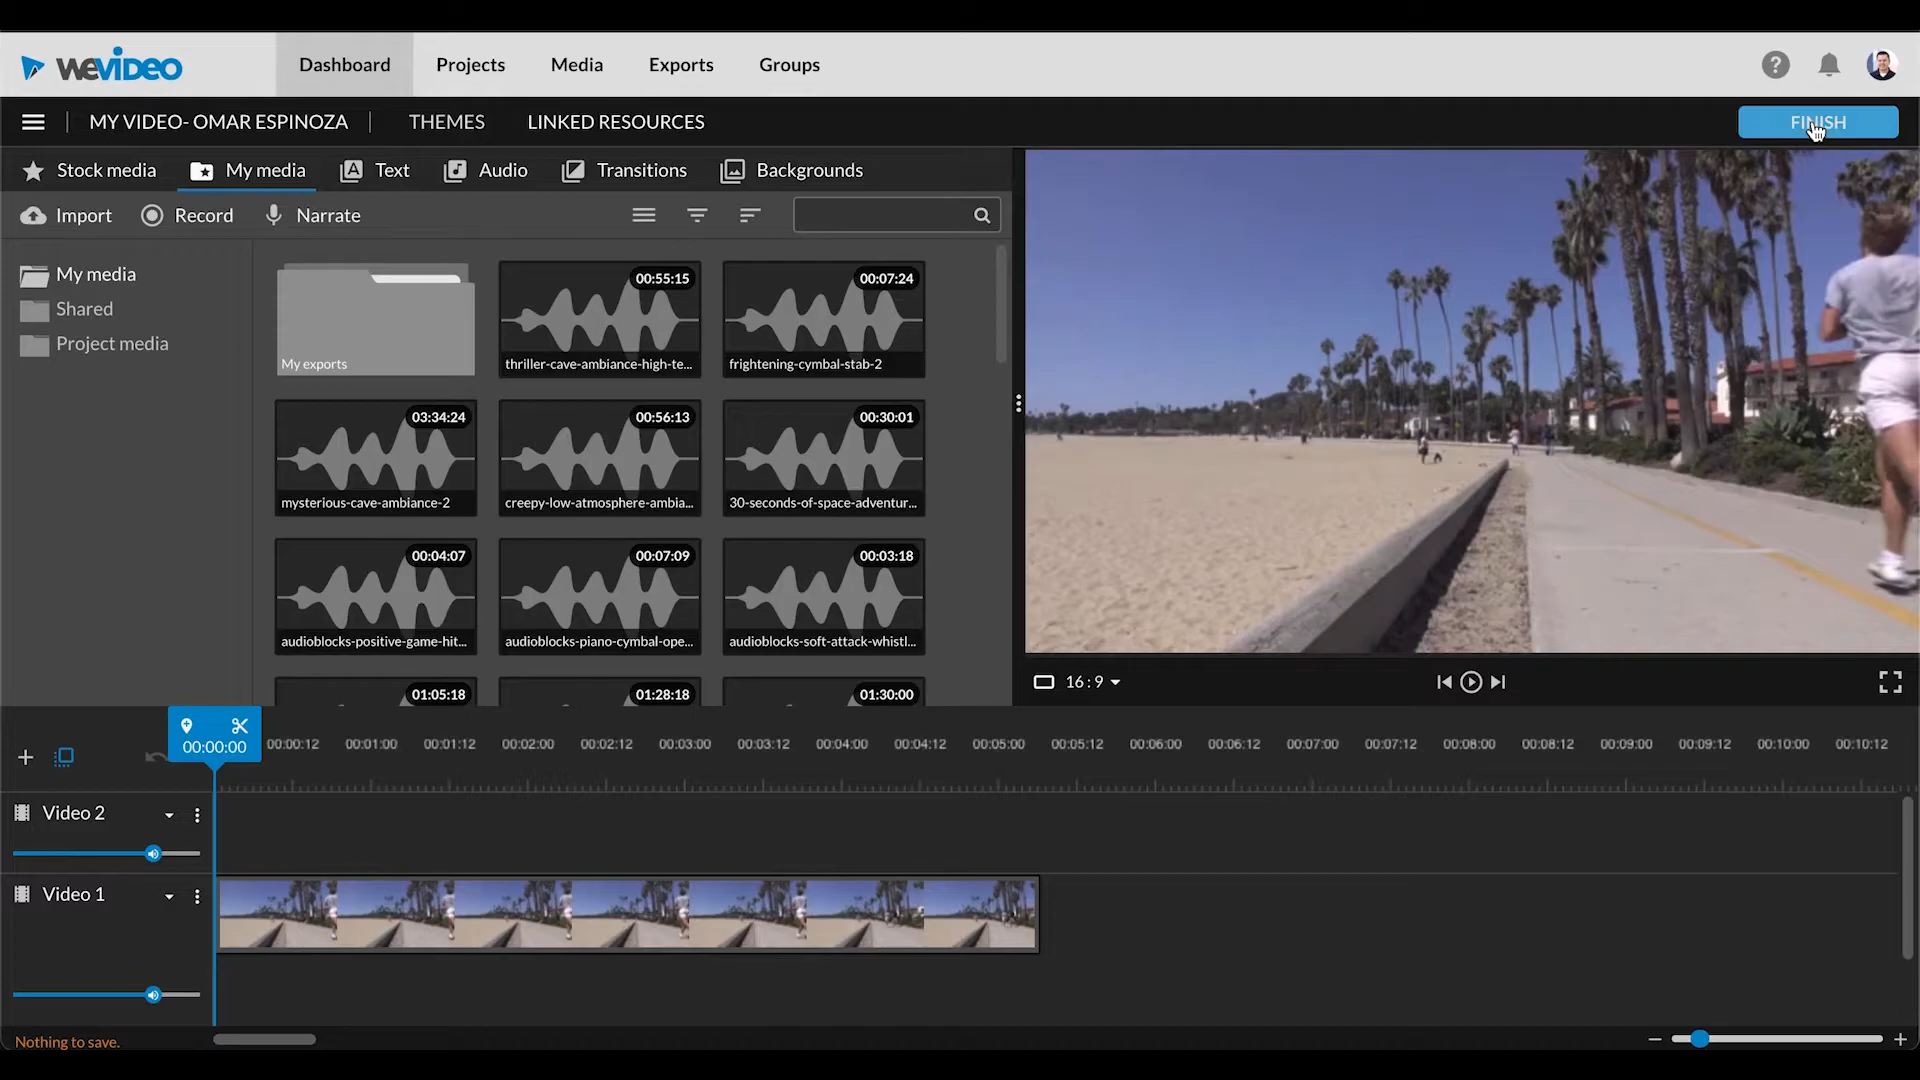 WEVIDEO
Dashboard
Projects
Media
Exports
Groups
?
MY VIDEO- OMAR ESPINOZA
THEMES
LINKED RESOURCES
FINISH
Stock media
My media
Text
Audio
Transitions
Backgrounds
Import
Record
Narrate
My media
Shared
Project media
My exports
00:55:15
thriller-cave-ambiance-high-te...
00:07:24
frightening-cymbal-stab-2
03:34:24
mysterious-cave-ambiance-2
00:56:13
creepy-low-atmosphere-ambia...
00:30:01
30-seconds-of-space-adventur...
00:04:07
audioblocks-positive-game-hit...
00:07:09
audioblocks-piano-cymbal-ope...
00:03:18
audioblocks-soft-attack-whistl...
01:05:18
01:28:18
01:30:00
16:9
00:00:00
00:00:12
00:01:00
00:01:12
00:02:00
00:02:12
00:03:00
00:03:12
00:04:00
00:04:12
00:05:00
00:05:12
00:06:00
00:06:12
00:07:00
00:07:12
00:08:00
00:08:12
00:09:00
00:09:12
00:10:00
00:10:12
Video 2
Video 1
Nothing to save.